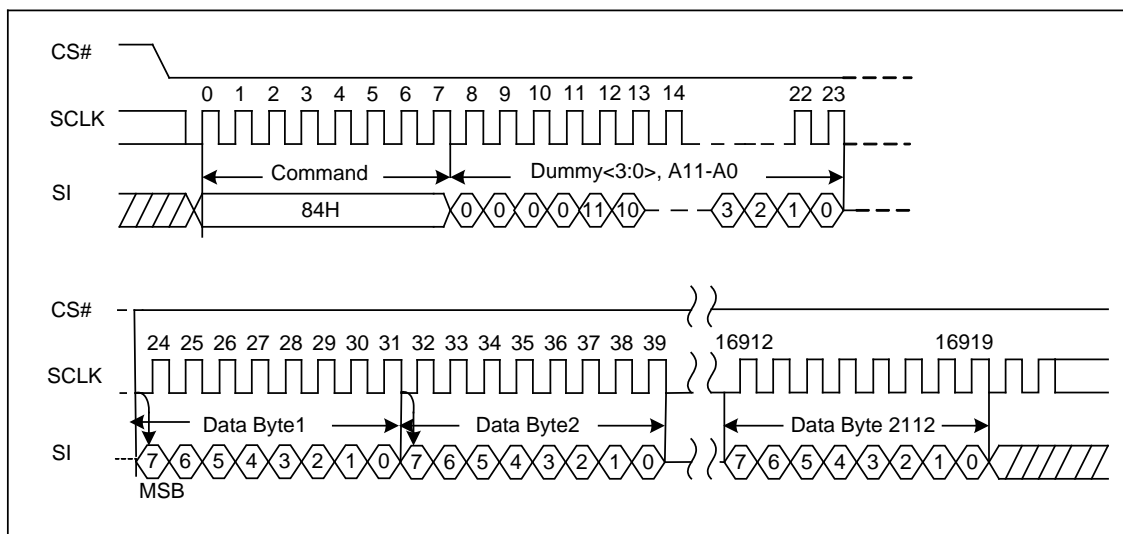 CS#
0 1 2 3 4 5 6 7 8 9 10 11 12 13 14 22 23
SCLK
Command Dummy<3:0>, A11-A0
SI
84H 0 0 0 0 11 10 3 2 1 0
CS#
24 25 26 27 28 29 30 31 32 33 34 35 36 37 38 39 16912 16919
SCLK
Data Byte1 Data Byte2 Data Byte 2112
SI
7 6 5 4 3 2 1 0 7 6 5 4 3 2 1 0 7 6 5 4 3 2 1 0
MSB